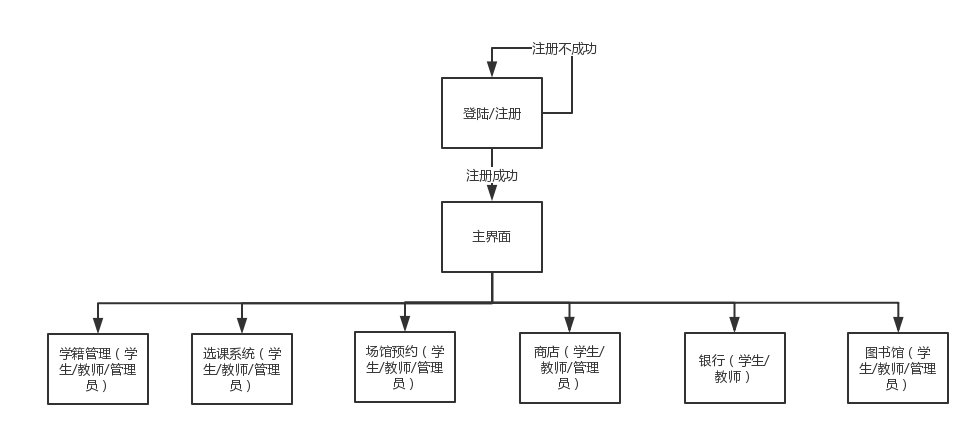 注册不成功
登陆/注册
注册成功
主界面
学籍管理（学
生/教师/管理
员）
选课系统（学
生/教师/管理
员）
场馆预约（学
生/教师/管理
员）
商店（学生/
教师/管理
员）
银行（学生/
教师）
图书馆（学
生/教师/管理
员）